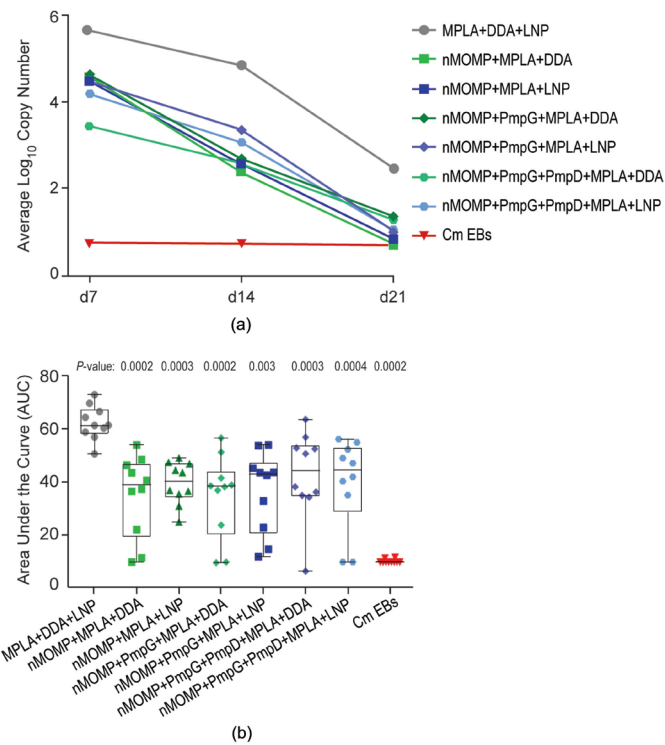 6
4
2
0
Average Log10 Copy Number
d7
d14
d21
MPLA+DDA+LNP
nMOMP+MPLA+DDA
nMOMP+MPLA+LNP
nMOMP+PmpG+MPLA+DDA
nMOMP+PmpG+MPLA+LNP
nMOMP+PmpG+PmpD+MPLA+DDA
nMOMP+PmpG+PmpD+MPLA+LNP
Cm EBs
(a)
P-value: 0.0002 0.0003 0.0002 0.003 0.0003 0.0004 0.0002
80
60
40
20
0
Area Under the Curve (AUC)
MPLA+DDA+LNP
nMOMP+MPLA+DDA
nMOMP+MPLA+LNP
nMOMP+PmpG+MPLA+DDA
nMOMP+PmpG+MPLA+LNP
nMOMP+PmpG+PmpD+MPLA+DDA
nMOMP+PmpG+PmpD+MPLA+LNP
Cm EBs
(b)